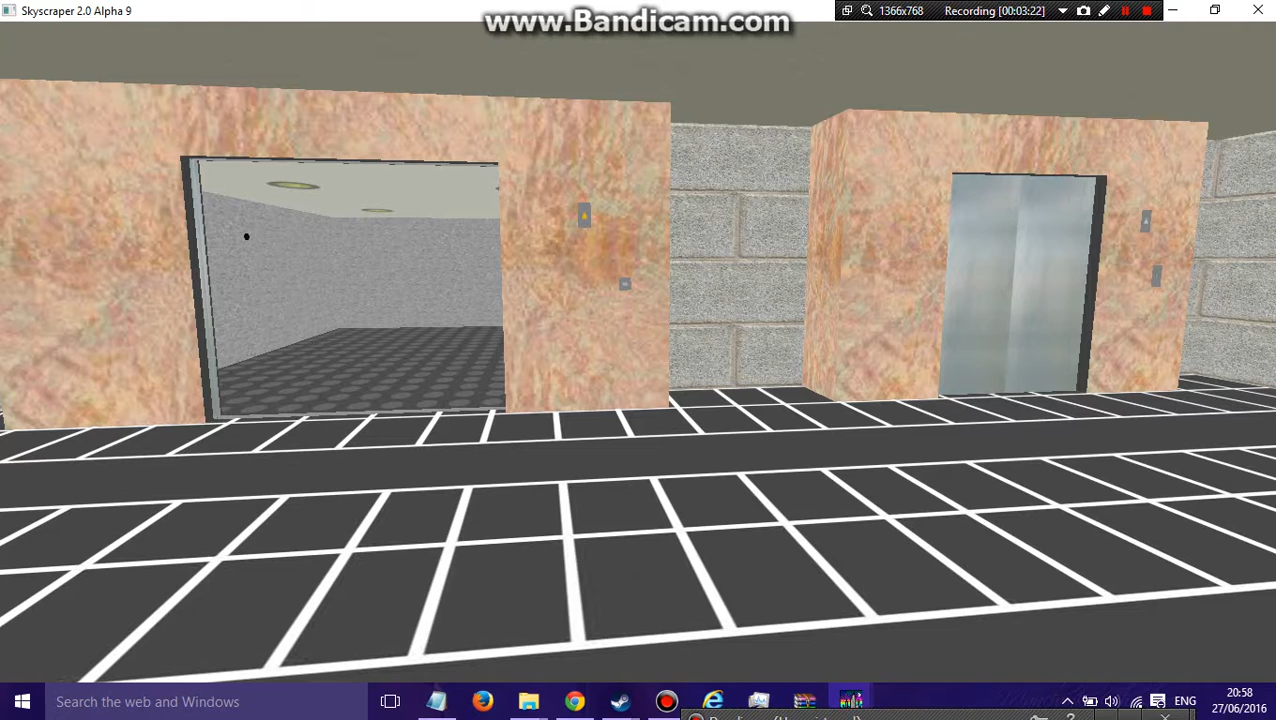 Skyscraper 2.0 Alpha 9
www.Bandicam.com
1366x768
Recording [00:03:22]
Search the web and Windows
ENG
20:58
27/06/2016